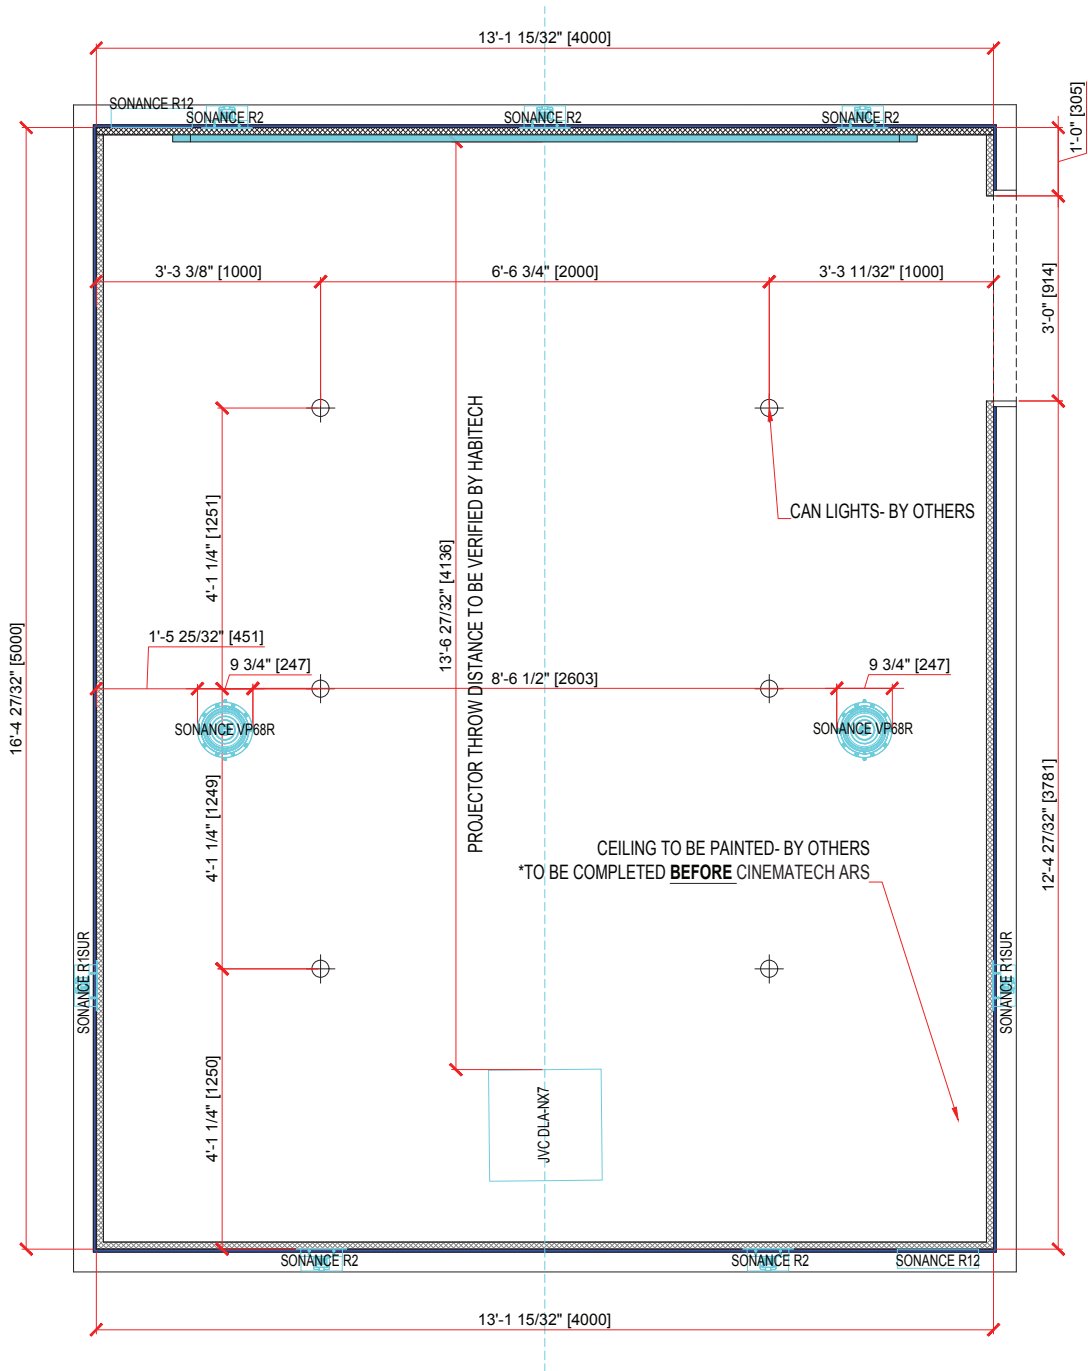 13'-1 15/32" [4000]
SONANCE R12
SONANCE R2
SONANCE R2
SONANCE R2
1'-0" [305]
3'-3 3/8" [1000]
6'-6 3/4" [2000]
3'-3 11/32" [1000]
3'-0" [914]
PROJECTOR THROW DISTANCE TO BE VERIFIED BY HABITECH
13'-6 27/32" [4136]
CAN LIGHTS- BY OTHERS
4'-1 1/4" [1251]
16'-4 27/32" [5000]
1'-5 25/32" [451]
9 3/4" [247]
8'-6 1/2" [2603]
9 3/4" [247]
SONANCE VP68R
SONANCE VP68R
4'-1 1/4" [1249]
12'-4 27/32" [3781]
CEILING TO BE PAINTED- BY OTHERS
*TO BE COMPLETED BEFORE CINEMATECH ARS
SONANCE R1SUR
SONANCE R1SUR
4'-1 1/4" [1250]
JVC DLA-NX7
SONANCE R2
SONANCE R2
SONANCE R12
13'-1 15/32" [4000]